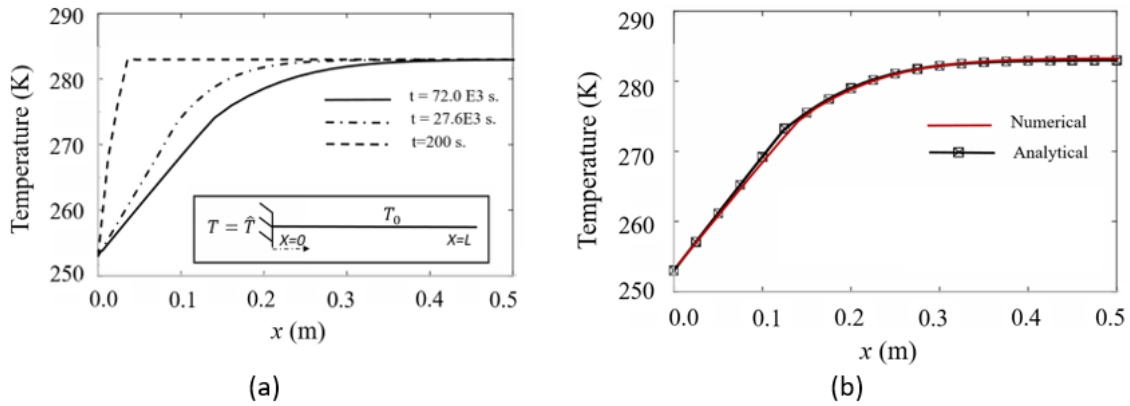 290
280
270
260
250
Temperature (K)
t = 72.0 E3 s.
t = 27.6E3 s.
t=200 s.
T = T̂
T₀
X=0
X=L
0.0 0.1 0.2 0.3 0.4 0.5
x (m)
(a)
290
280
270
260
250
Temperature (K)
Numerical
Analytical
0.0 0.1 0.2 0.3 0.4 0.5
x (m)
(b)